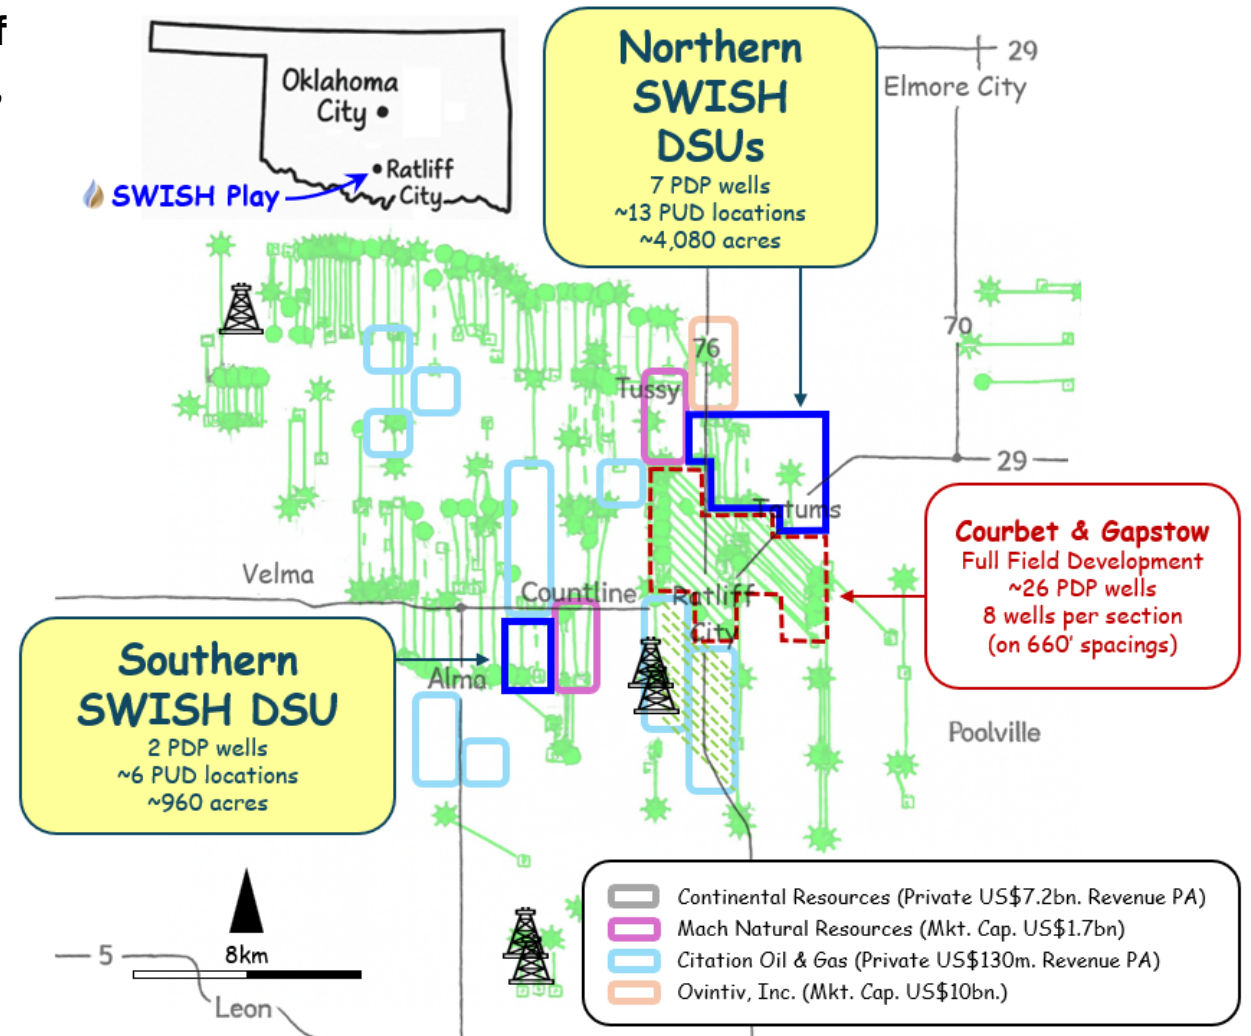 f
Oklahoma
City
Ratliff
City
SWISH Play
Northern
SWISH
DSUs
7 PDP wells
~13 PUD locations
~4,080 acres
29
Elmore City
70
76
Tussy
29
Tatums
Courbet & Gapstow
Full Field Development
~26 PDP wells
8 wells per section
(on 660' spacings)
Velma
Countline
Ratliff
City
Southern
SWISH DSU
2 PDP wells
~6 PUD locations
~960 acres
Alma
Poolville
8km
5
Leon
Continental Resources (Private US$7.2bn. Revenue PA)
Mach Natural Resources (Mkt. Cap. US$1.7bn)
Citation Oil & Gas (Private US$130m. Revenue PA)
Ovintiv, Inc. (Mkt. Cap. US$10bn.)